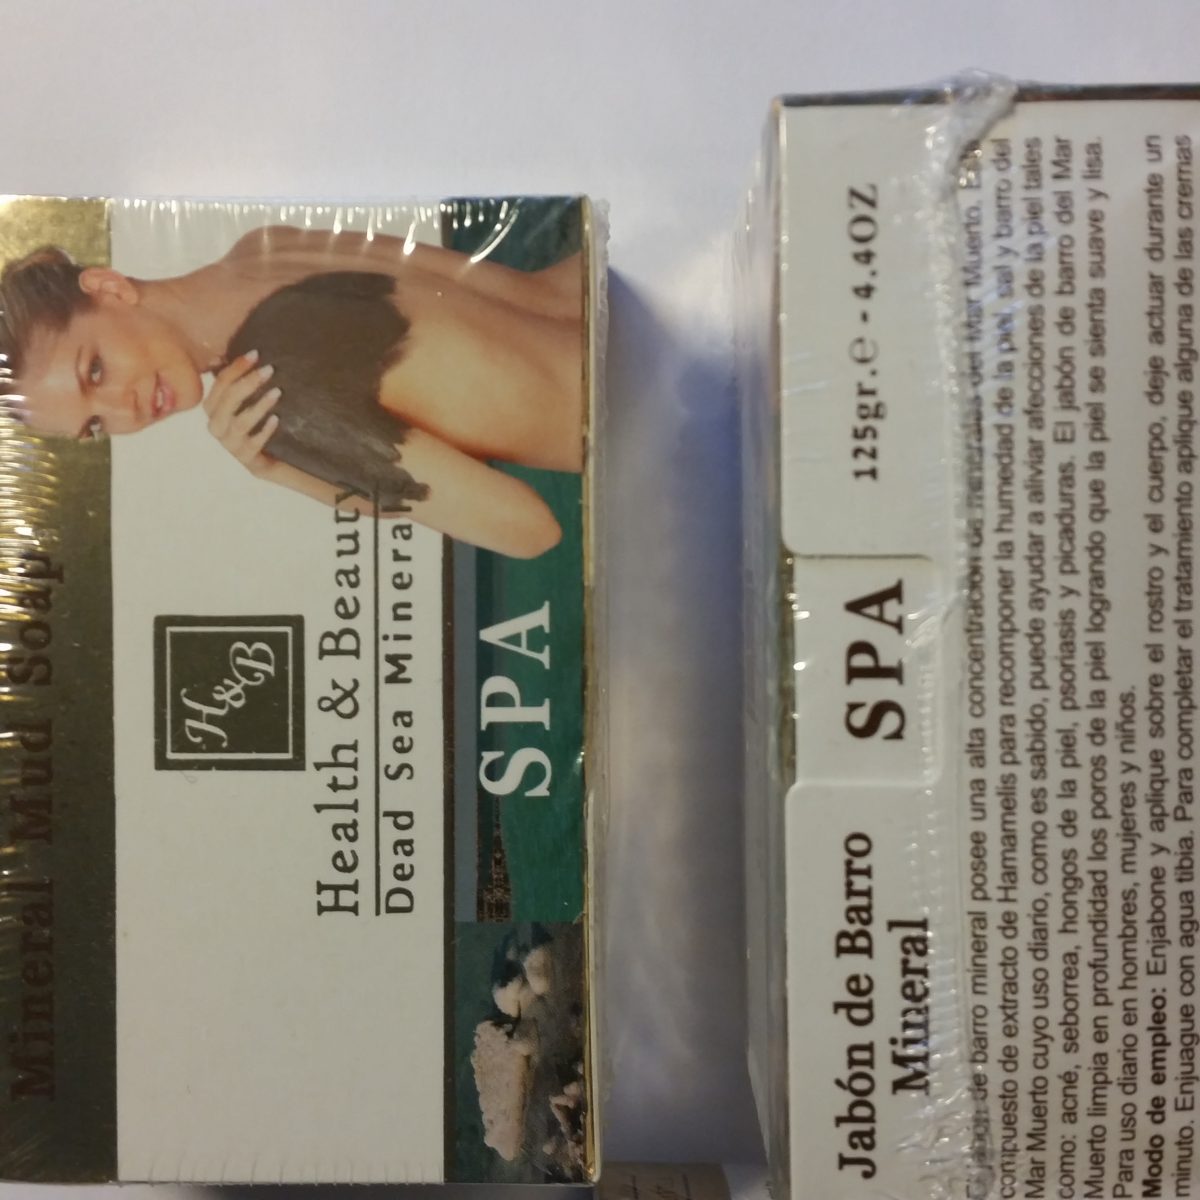 Mineral Mud Soap
H&B
Health & Beauty
Dead Sea Mineral
SPA
Jabón de Barro
Mineral
SPA
125gr.e - 4.4OZ
de barro mineral posee una alta concentración de minerales del Mar Muerto.
compuesto de extracto de Hamamelis para recomponer la humedad de la piel, sal y barro del
Mar Muerto cuyo uso diario, como es sabido, puede ayudar a aliviar afecciones de la piel tales
como: acné, seborrea, hongos de la piel, psoriasis y picaduras. El jabón de barro del Mar
Muerto limpia en profundidad los poros de la piel logrando que la piel se sienta suave y lisa.
Para uso diario en hombres, mujeres y niños.
Modo de empleo: Enjabone y aplique sobre el rostro y el cuerpo, deje actuar durante un
minuto. Enjuague con agua tibia. Para completar el tratamiento aplique alguna de las cremas